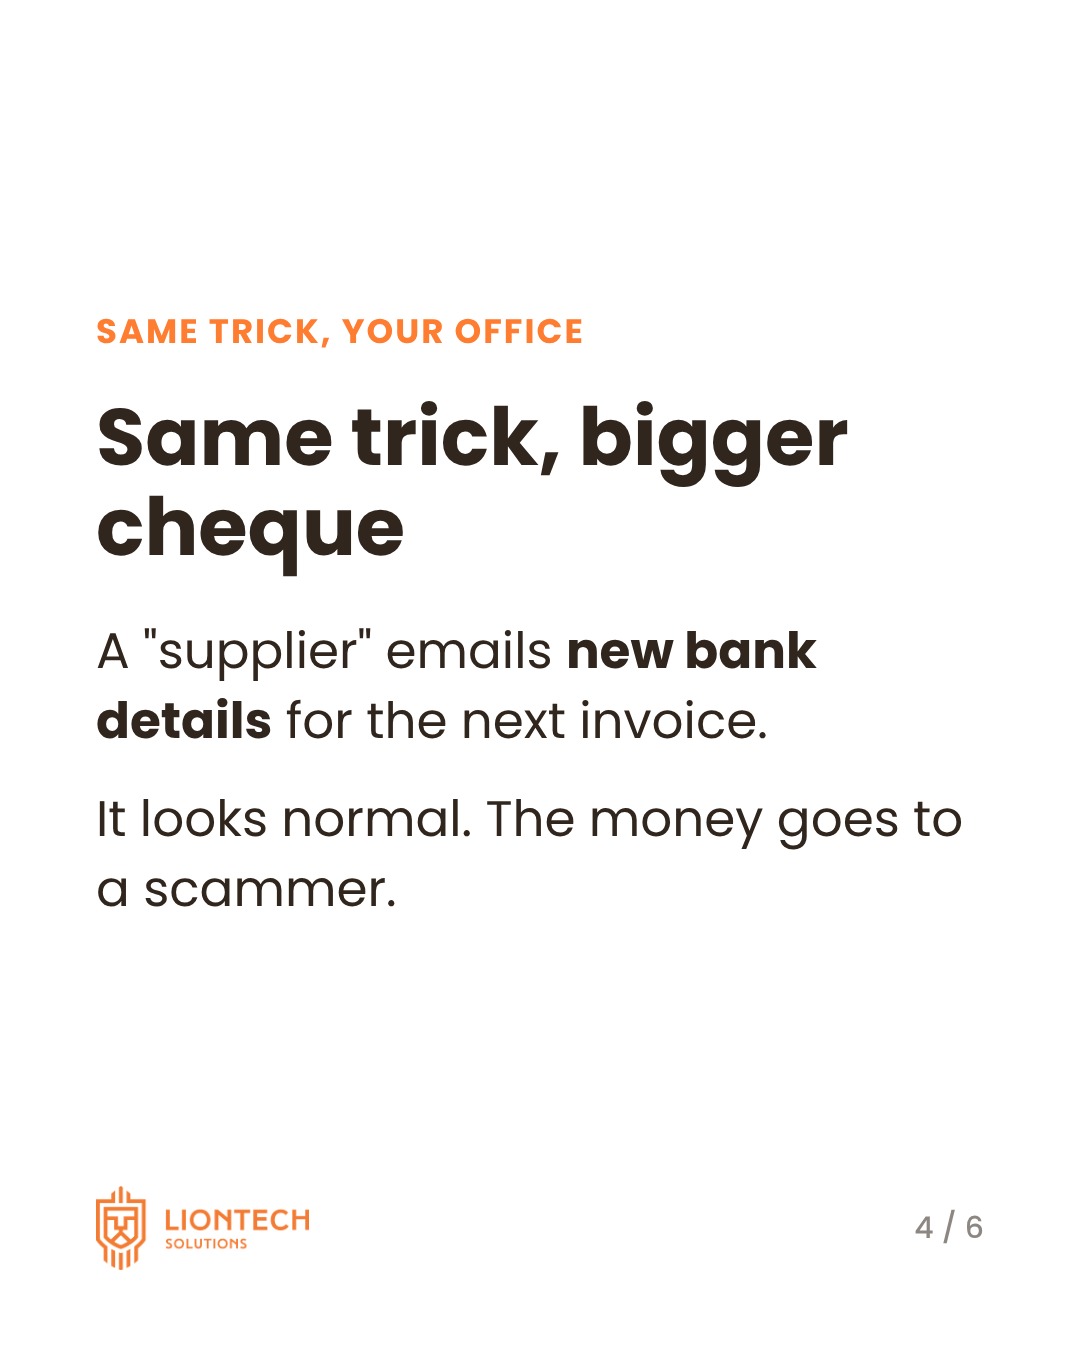 SAME TRICK, YOUR OFFICE
Same trick, bigger
cheque
A "supplier" emails new bank
details for the next invoice.
It looks normal. The money goes to
a scammer.
LIONTECH
SOLUTIONS
4 / 6